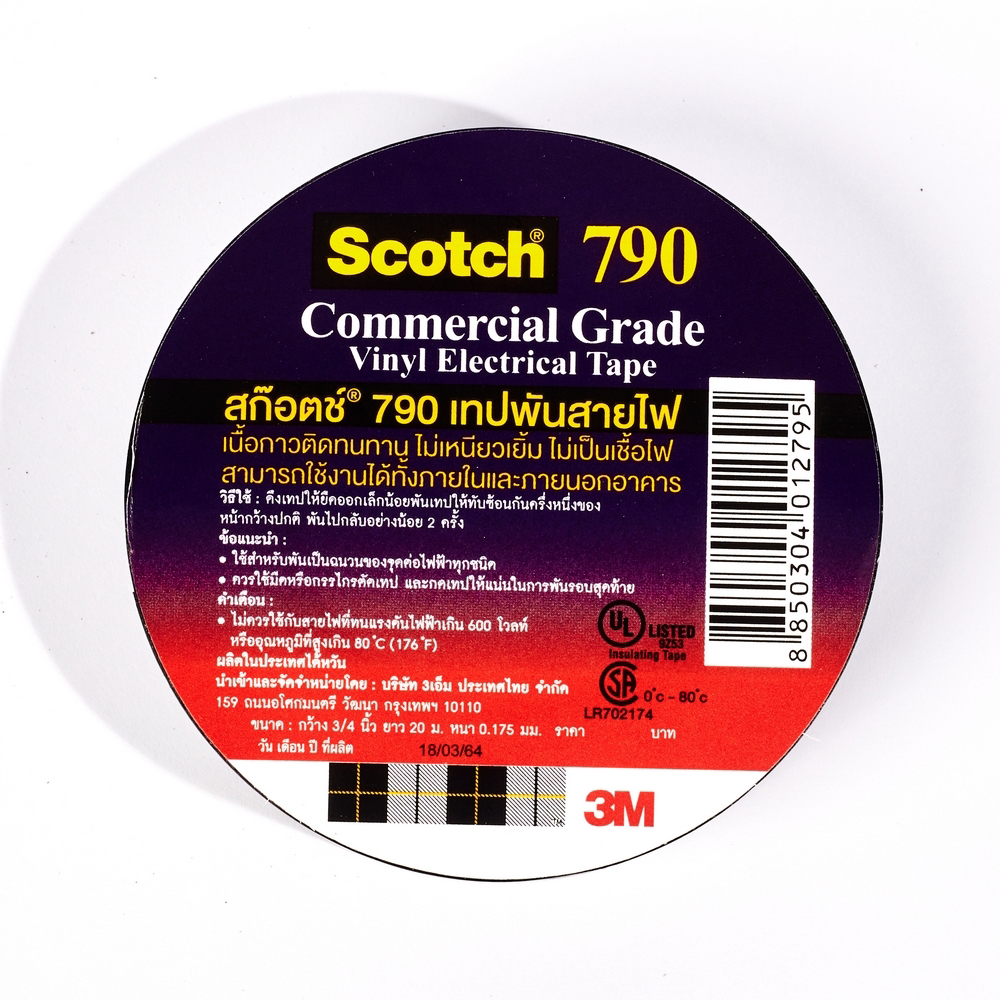 Scotch® 790
Commercial Grade
Vinyl Electrical Tape
สก๊อตช์® 790 เทปพันสายไฟ
เนื้อกาวติดทนทาน ไม่เหนียวเยิ้ม ไม่เป็นเชื้อไฟ
สามารถใช้งานได้ทั้งภายในและภายนอกอาคาร
วิธีใช้ : ดึงเทปให้ยืดออกเล็กน้อยพันเทปให้ทับซ้อนกันครึ่งหนึ่งของ
หน้ากว้างปกติ พันไปกลับอย่างน้อย 2 ครั้ง
ข้อแนะนำ :
• ใช้สำหรับพันเป็นฉนวนของจุดต่อไฟฟ้าทุกชนิด
• ควรใช้มีดหรือกรรไกรตัดเทป และกดเทปให้แน่นในการพันรอบสุดท้าย
คำเตือน :
• ไม่ควรใช้กับสายไฟที่ทนแรงดันไฟฟ้าเกิน 600 โวลท์
หรืออุณหภูมิที่สูงเกิน 80°C (176°F)
ผลิตในประเทศไต้หวัน
นำเข้าและจัดจำหน่ายโดย : บริษัท 3เอ็ม ประเทศไทย จำกัด
159 ถนนอโศกมนตรี วัฒนา กรุงเทพฯ 10110
ขนาด : กว้าง 3/4 นิ้ว ยาว 20 ม. หนา 0.175 มม. ราคา บาท
วัน เดือน ปี ที่ผลิต 18/03/64
UL LISTED
9253
Insulating Tape
SA 0°c - 80°c
LR702174
8 850304 012795
3M
TM